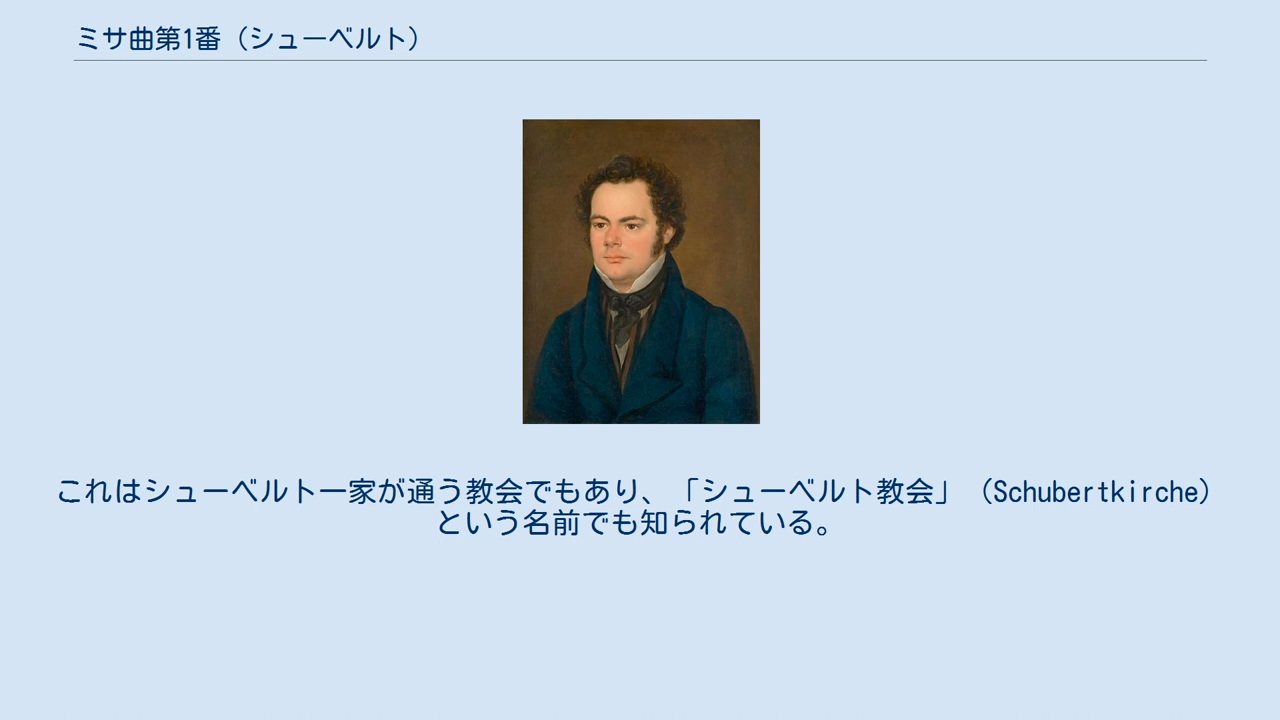 ミサ曲第1番（シューベルト）
これはシューベルト一家が通う教会でもあり、「シューベルト教会」（Schubertkirche）
という名前でも知られている。